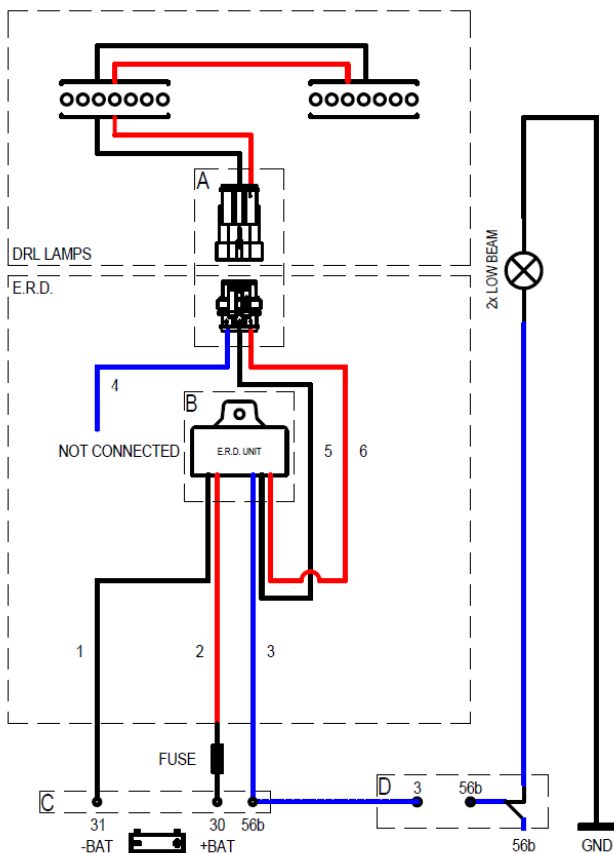 A
DRL LAMPS
E.R.D.
2x LOW BEAM
4
B
NOT CONNECTED
E.R.D. UNIT
5
6
1
2
3
FUSE
C
D
3
56b
31
30
56b
-BAT
+BAT
56b
GND